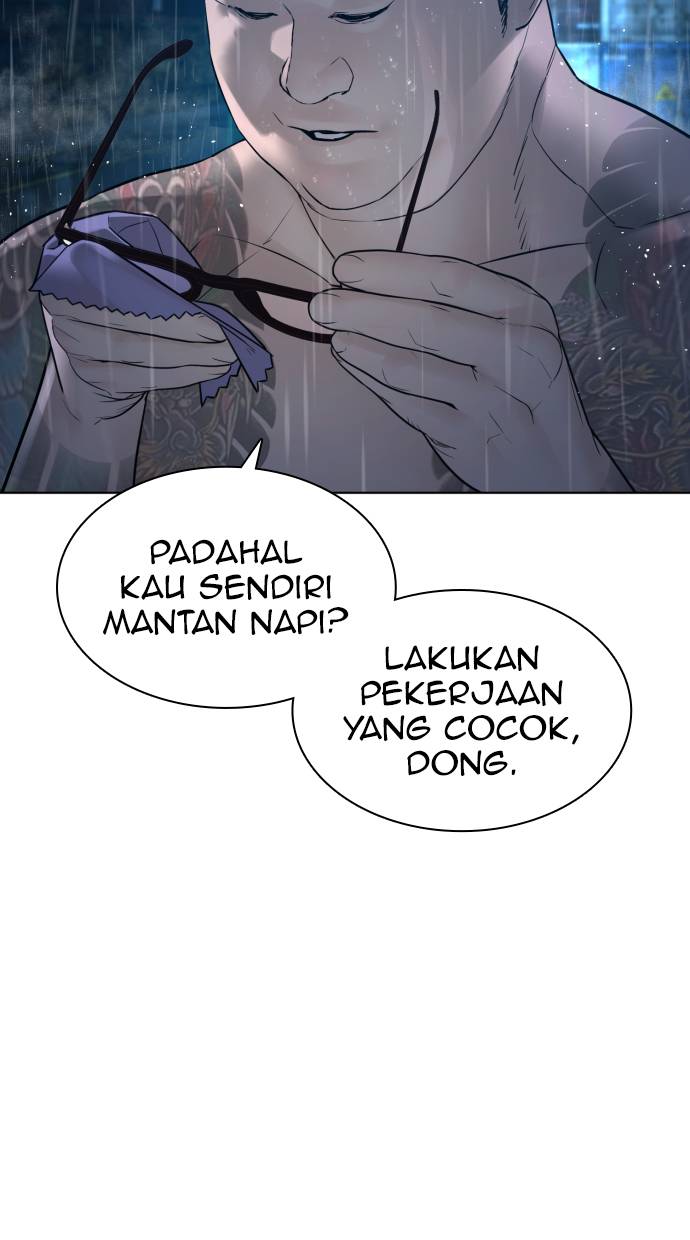 PADAHAL
KAU SENDIRI
MANTAN NAPI?
LAKUKAN
PEKERJAAN
YANG COCOK,
DONG.